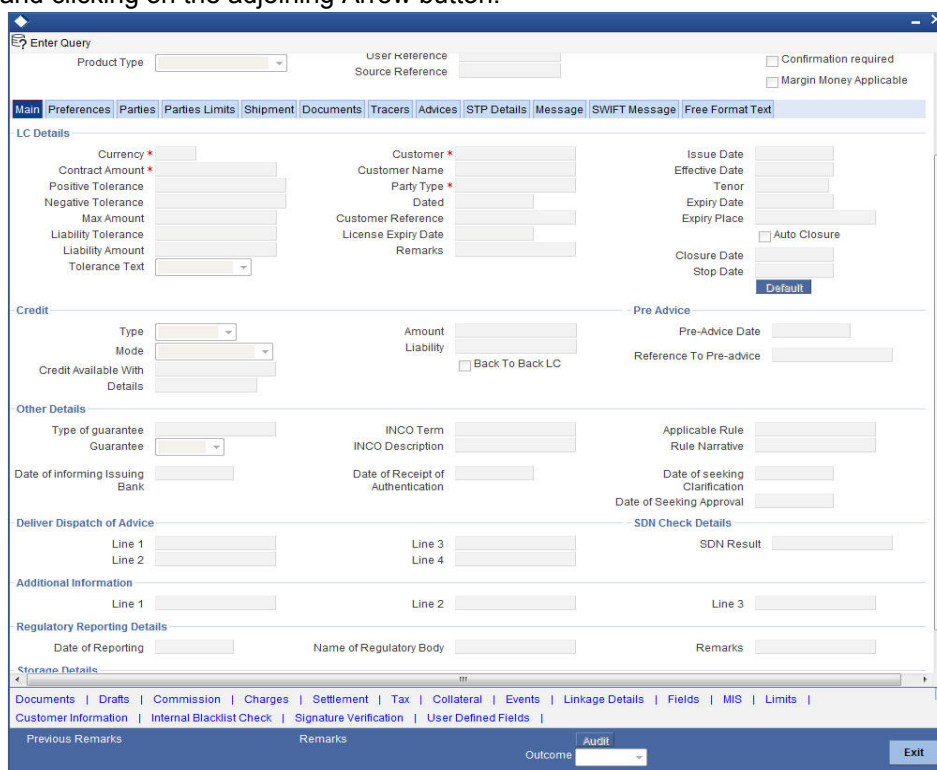 and clicking on the adjoining Arrow button.
Enter Query
Product Type User Reference Confirmation required
Source Reference Margin Money Applicable
Main Preferences Parties Parties Limits Shipment Documents Tracers Advices STP Details Message SWIFT Message Free Format Text
LC Details
Currency * Customer * Issue Date
Contract Amount * Customer Name Effective Date
Positive Tolerance Party Type * Tenor
Negative Tolerance Dated Expiry Date
Max Amount Customer Reference Expiry Place
Liability Tolerance License Expiry Date Auto Closure
Liability Amount Remarks Closure Date
Tolerance Text Stop Date
Default
Credit Pre Advice
Type Amount Pre-Advice Date
Mode Liability Reference To Pre-advice
Credit Available With Back To Back LC
Details
Other Details
Type of guarantee INCO Term Applicable Rule
Guarantee INCO Description Rule Narrative
Date of informing Issuing Date of Receipt of Date of seeking
Bank Authentication Clarification
Date of Seeking Approval
Deliver Dispatch of Advice SDN Check Details
Line 1 Line 3 SDN Result
Line 2 Line 4
Additional Information
Line 1 Line 2 Line 3
Regulatory Reporting Details
Date of Reporting Name of Regulatory Body Remarks
Storage Details
Documents | Drafts | Commission | Charges | Settlement | Tax | Collateral | Events | Linkage Details | Fields | MIS | Limits |
Customer Information | Internal Blacklist Check | Signature Verification | User Defined Fields |
Previous Remarks Remarks Audit
Outcome Exit